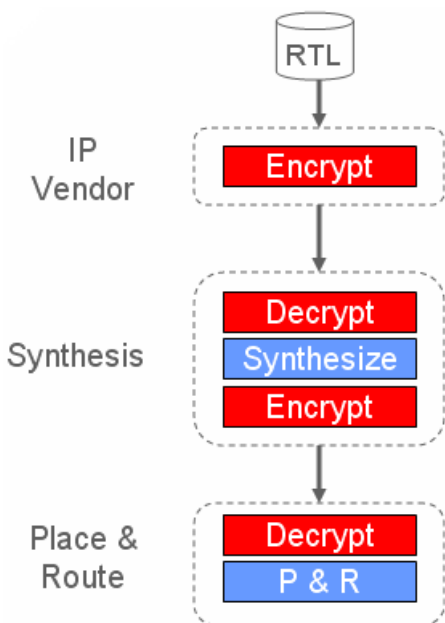 RTL
IP
Vendor
Encrypt
Synthesis
Decrypt
Synthesize
Encrypt
Place &
Route
Decrypt
P & R